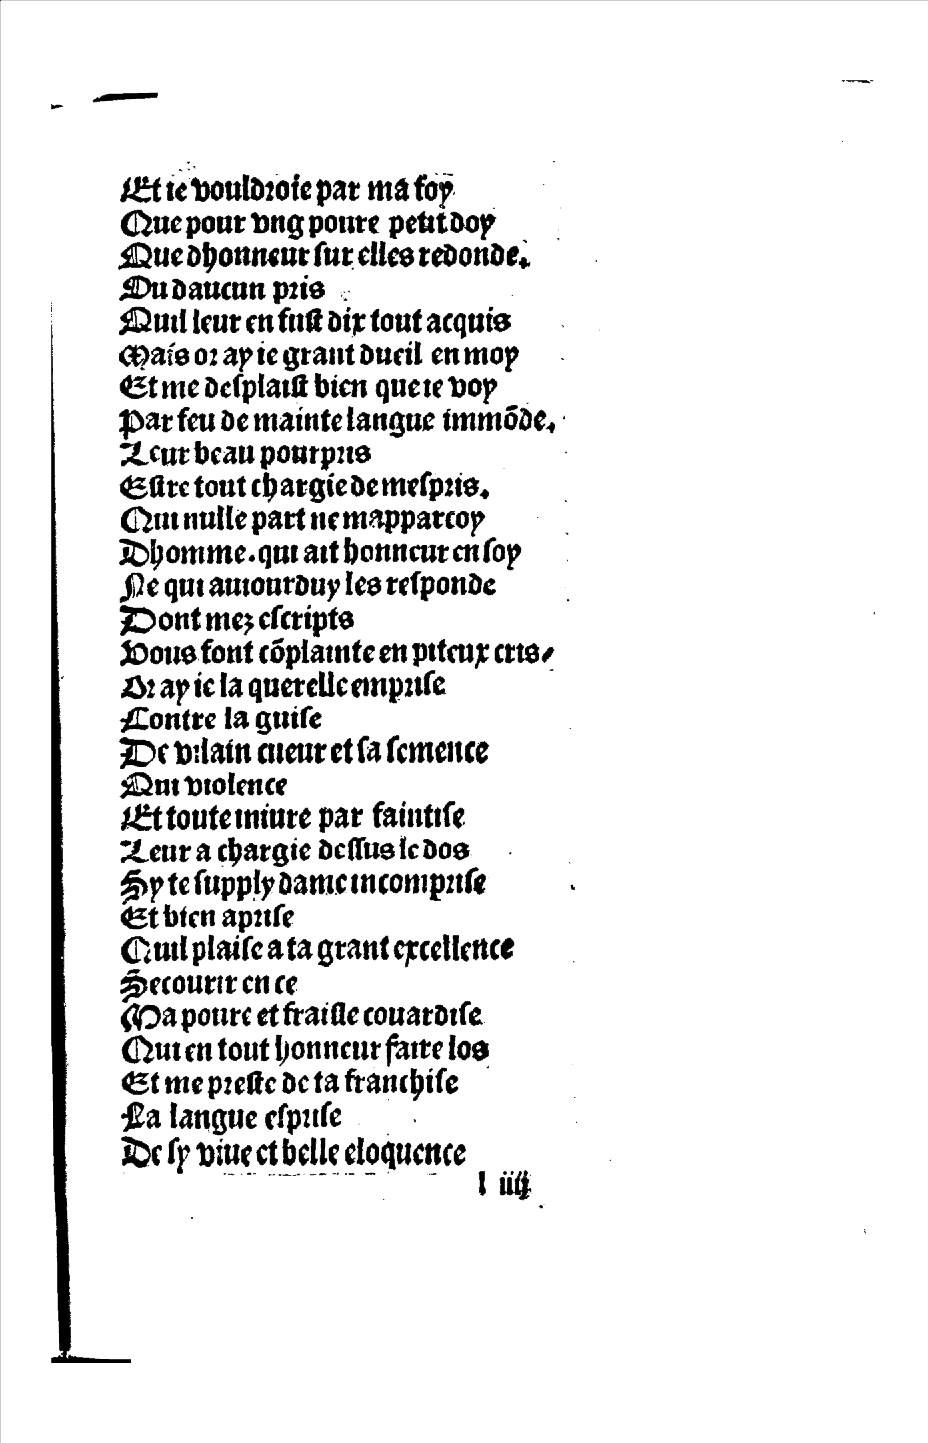 Et ie vouldroie par ma foy
Que pour vng poure petit doy
Que dhonneur sur elles redonde.
Ou daucun pris
Quil leur en fust dix tout acquis
Mais or ay ie grant dueil en moy
Et me desplaist bien que ie voy
Par feu de mainte langue immõde.
Leur beau pourpris
Estre tout chargie de mespris.
Qui nulle part ne mapparcoy
Dhomme. qui ait honneur en soy
Ne qui auiourduy les responde
Dont mez escripts
Vous font cõplainte en piteux cris/
Or ay ie la querelle emprise
Contre la guise
De vilain cueur et sa semence
Qui violence
Et toute iniure par faintise
Leur a chargie dessus le dos
Sy te supply dame incomprise
Et bien aprise
Quil plaise a ta grant excellence
Secourir en ce
Ma poure et fraisle couardise
Qui en tout honneur faite los
Et me preste de ta franchise
La langue esprise
De sy viue et belle eloquence
l iiij